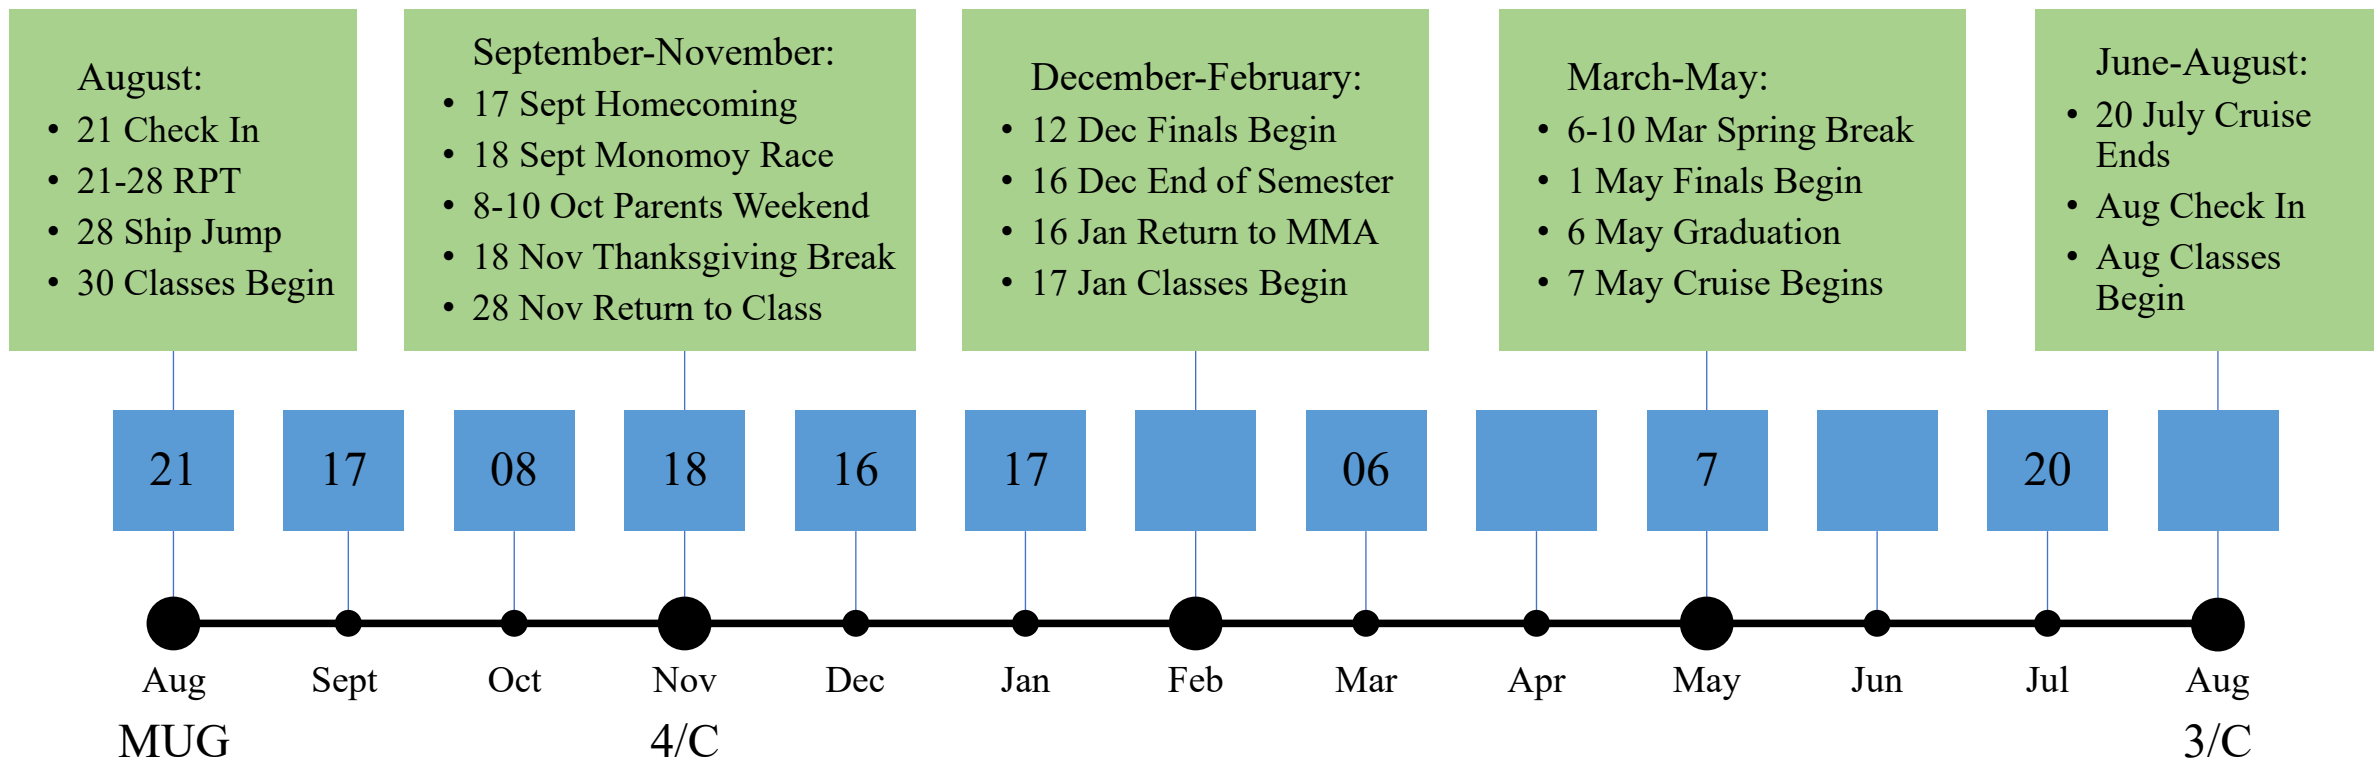 August:
• 21 Check In
• 21-28 RPT
• 28 Ship Jump
• 30 Classes Begin
September-November:
• 17 Sept Homecoming
• 18 Sept Monomoy Race
• 8-10 Oct Parents Weekend
• 18 Nov Thanksgiving Break
• 28 Nov Return to Class
December-February:
• 12 Dec Finals Begin
• 16 Dec End of Semester
• 16 Jan Return to MMA
• 17 Jan Classes Begin
March-May:
• 6-10 Mar Spring Break
• 1 May Finals Begin
• 6 May Graduation
• 7 May Cruise Begins
June-August:
• 20 July Cruise
Ends
• Aug Check In
• Aug Classes
Begin
21 17 08 18 16 17 06 7 20
Aug Sept Oct Nov Dec Jan Feb Mar Apr May Jun Jul Aug
MUG 4/C 3/C